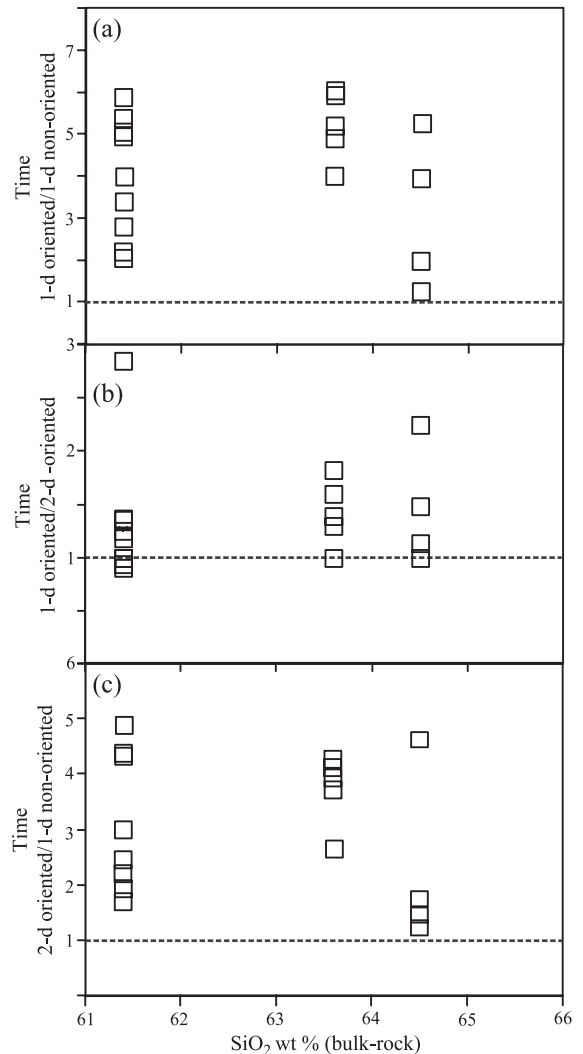 (a)
7
5
3
1
Time
1-d oriented/1-d non-oriented
(b)
3
2
1
Time
1-d oriented/2-d -oriented
(c)
6
5
4
3
2
1
Time
2-d oriented/1-d non-oriented
61 62 63 64 65 66
SiO2 wt % (bulk-rock)